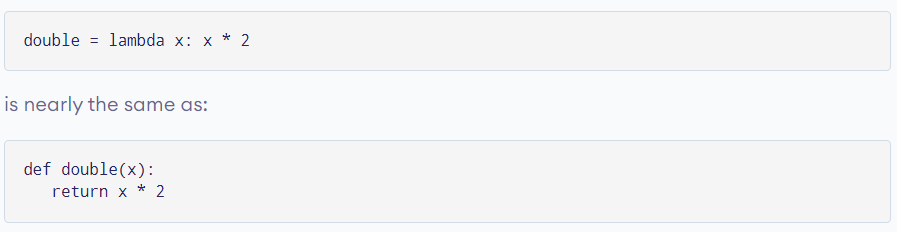 double = lambda x: x * 2
is nearly the same as:
def double(x):
   return x * 2